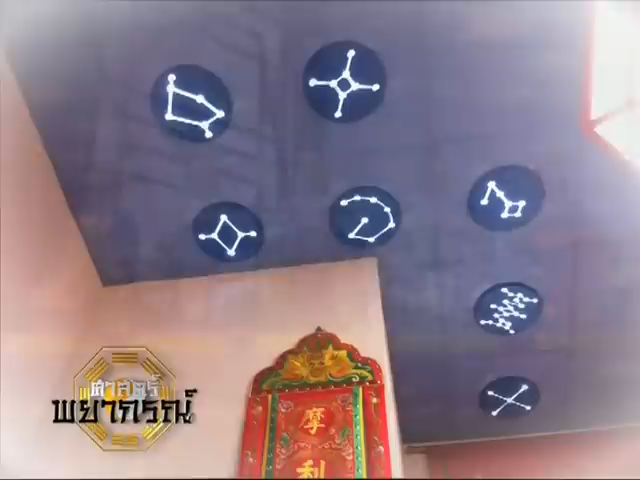 ศาสตร์
พยากรณ์
摩
利